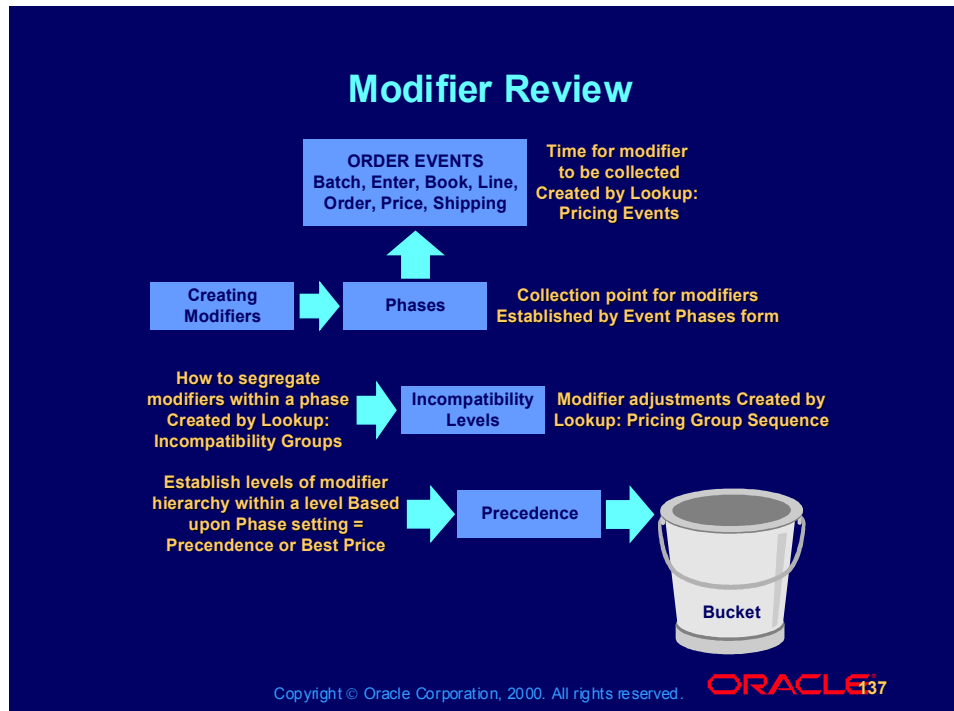 Modifier Review
ORDER EVENTS
Batch, Enter, Book, Line,
Order, Price, Shipping
Time for modifier
to be collected
Created by Lookup:
Pricing Events
Creating
Modifiers
Phases
Collection point for modifiers
Established by Event Phases form
How to segregate
modifiers within a phase
Created by Lookup:
Incompatibility Groups
Incompatibility
Levels
Modifier adjustments Created by
Lookup: Pricing Group Sequence
Establish levels of modifier
hierarchy within a level Based
upon Phase setting =
Precendence or Best Price
Precedence
Bucket
Copyright © Oracle Corporation, 2000. All rights reserved.
ORACLE
137